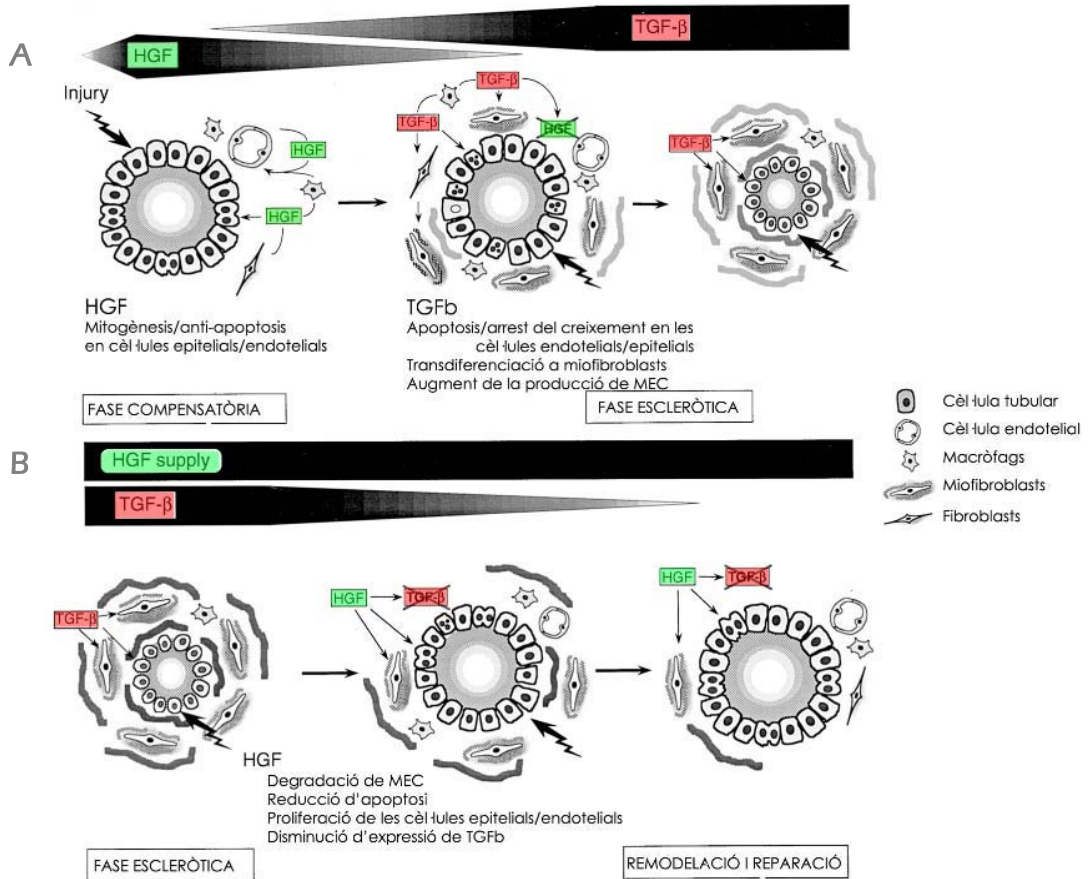 A
TGF-β
HGF
Injury
HGF
HGF
TGF-β
TGF-β
HGF
TGF-β
HGF
Mitogènesis/anti-apoptosis
en cèl·lules epitelials/endotelials
TGFb
Apoptosis/arrest del creixement en les
cèl·lules endotelials/epitelials
Transdiferenciació a miofibroblasts
Augment de la producció de MEC
FASE COMPENSATÒRIA
FASE ESCLERÒTICA
Cèl·lula tubular
Cèl·lula endotelial
Macròfags
Miofibroblasts
Fibroblasts
B
HGF supply
TGF-β
TGF-β
HGF
TGF-β
HGF
TGF-β
HGF
Degradació de MEC
Reducció d'apoptosi
Proliferació de les cèl·lules epitelials/endotelials
Disminució d'expressió de TGFb
FASE ESCLERÒTICA
REMODELACIÓ I REPARACIÓ